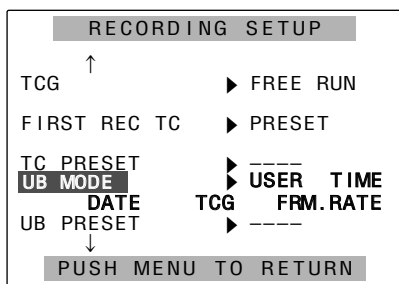 RECORDING SETUP
↑
TCG ▶ FREE RUN
FIRST REC TC ▶ PRESET
TC PRESET ▶ ----
UB MODE ▶ USER TIME
DATE TCG FRM.RATE
UB PRESET ▶ ----
↓
PUSH MENU TO RETURN